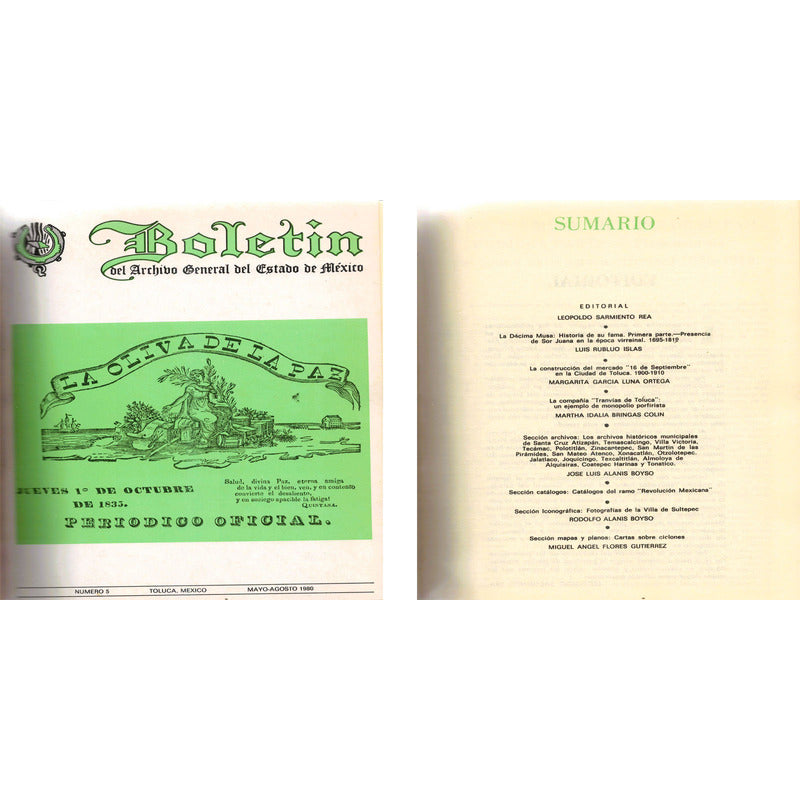 Boletin
del Archivo General del Estado de México
LA OLIVA DE LA PAZ
JUEVES 1º DE OCTUBRE
DE 1835.
Salud, divina Paz, eterna amiga
de la vida y el bien, ven, y en contento
convierte el desaliento,
y en sosiego apacible la fatiga!
QUINTANA.
PERIODICO OFICIAL.
NUMERO 5 TOLUCA, MEXICO MAYO-AGOSTO 1980
SUMARIO
EDITORIAL
LEOPOLDO SARMIENTO REA
La Décima Musa: Historia de su fama. Primera parte.—Presencia
de Sor Juana en la época virreinal. 1695-1819
LUIS RUBLUO ISLAS
La construcción del mercado "16 de Septiembre"
en la Ciudad de Toluca. 1900-1910
MARGARITA GARCIA LUNA ORTEGA
La compañía "Tranvías de Toluca":
un ejemplo de monopolio porfirista
MARTHA IDALIA BRINGAS COLIN
Sección archivos: Los archivos históricos municipales
de Santa Cruz Atizapán, Temascalcingo, Villa Victoria,
Tecámac, Polotitlán, Zinacantepec, San Martín de las
Pirámides, San Mateo Atenco, Xonacatlán, Otzolotepec,
Jalatlaco, Joquicingo, Texcaltitlán, Almoloya de
Alquisiras, Coatepec Harinas y Tonatico.
JOSE LUIS ALANIS BOYSO
Sección catálogos: Catálogos del ramo "Revolución Mexicana"
Sección Iconográfica: Fotografías de la Villa de Sultepec
RODOLFO ALANIS BOYSO
Sección mapas y planos: Cartas sobre ciclones
MIGUEL ANGEL FLORES GUTIERREZ